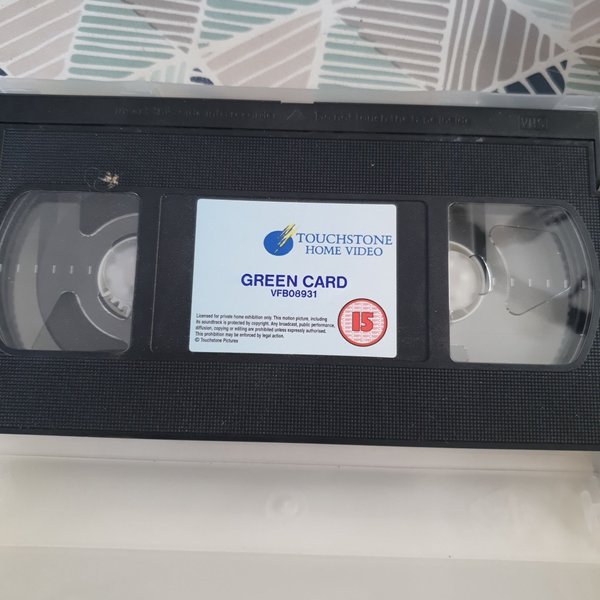 VHS
TOUCHSTONE
HOME VIDEO
GREEN CARD
VFB08931
15
Licensed for private home exhibition only. This motion picture, including
its soundtrack is protected by copyright. Any broadcast, public performance,
diffusion, copying or editing are prohibited unless expressly authorised.
This prohibition may be enforced by legal action.
© Touchstone Pictures